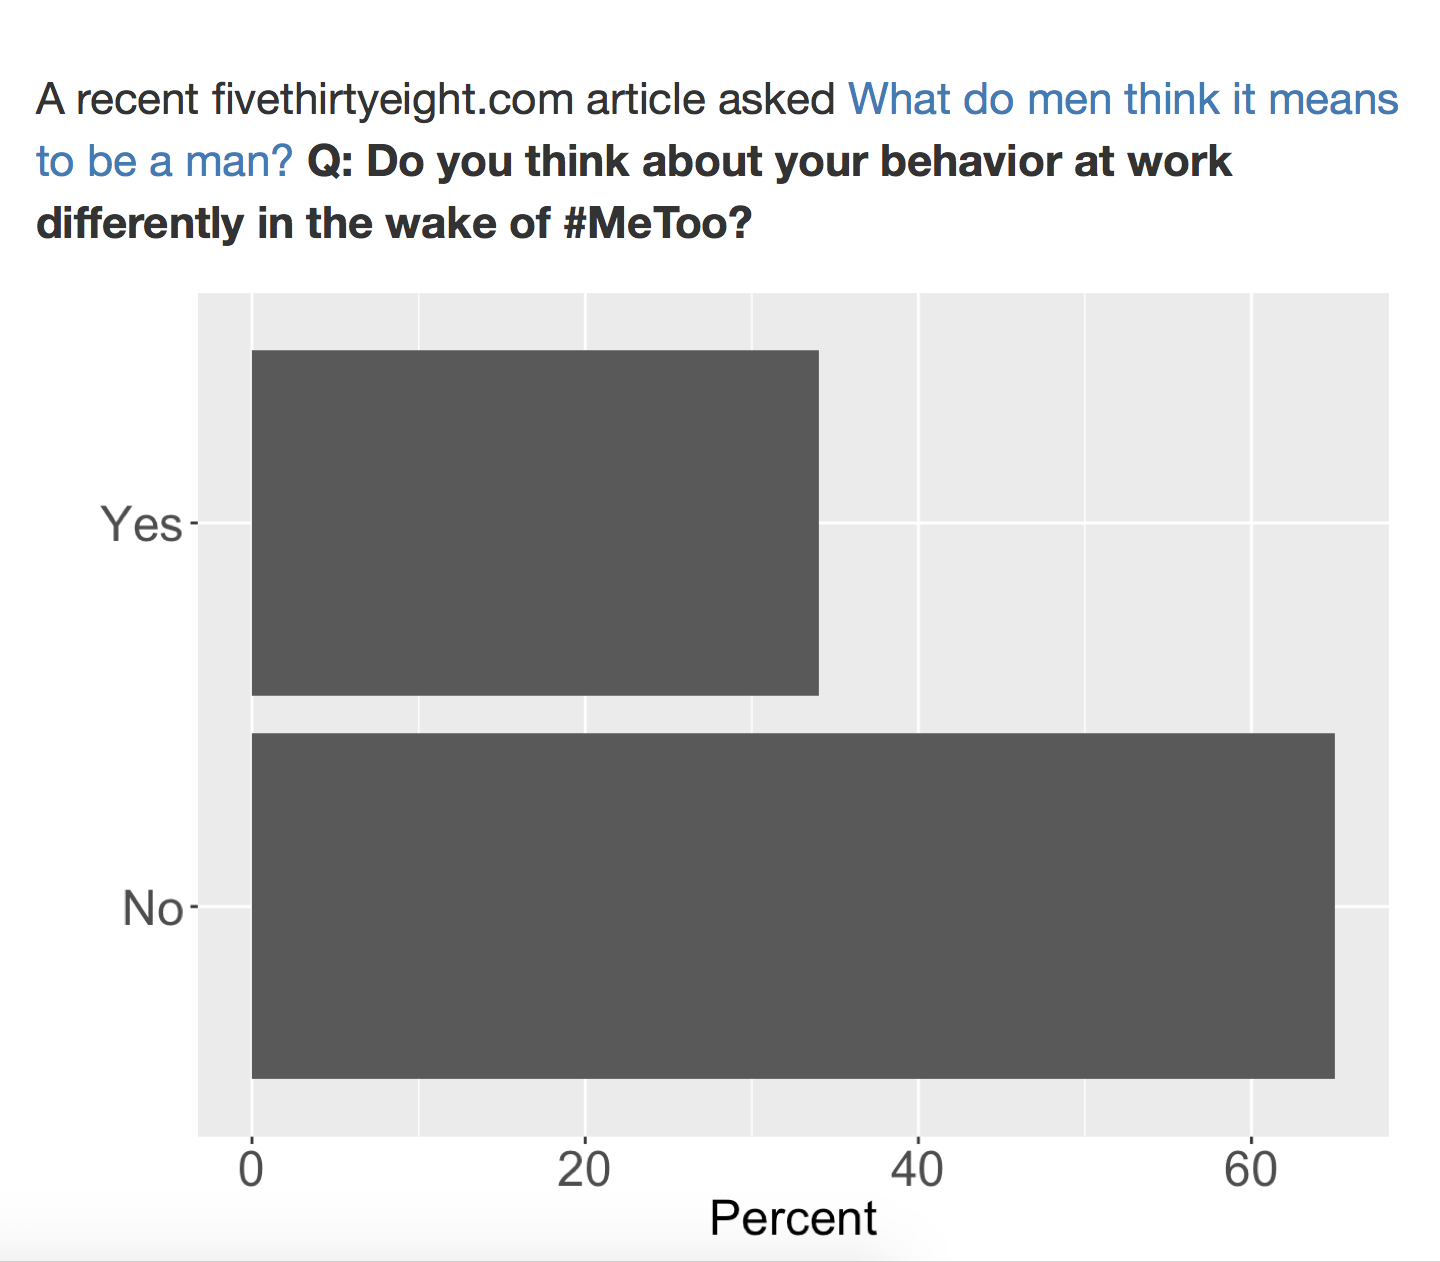 A recent fivethirtyeight.com article asked What do men think it means
to be a man? Q: Do you think about your behavior at work
differently in the wake of #MeToo?
Yes
No
0 20 40 60
Percent